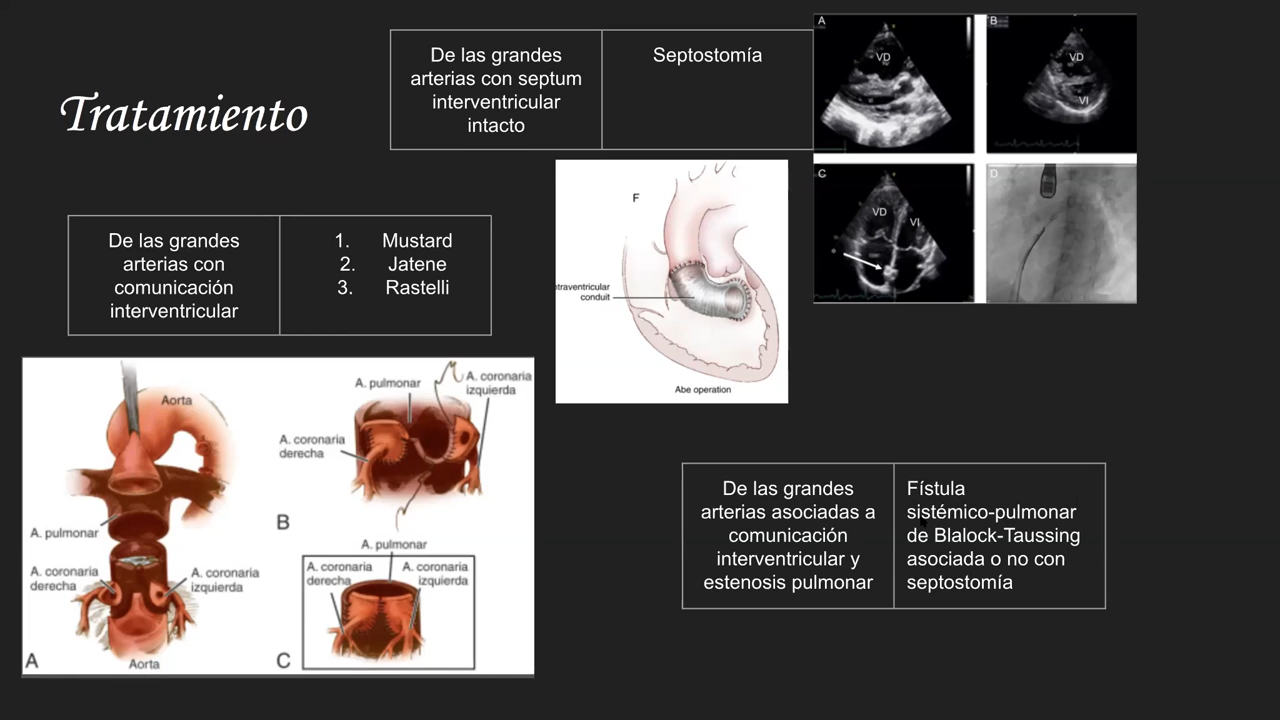 Tratamiento
De las grandes
arterias con septum
interventricular
intacto
Septostomía
A
VD
B
VD
VI
C
VD
VI
D
De las grandes
arterias con
comunicación
interventricular
1. Mustard
2. Jatene
3. Rastelli
F
ntraventricular
conduit
Abe operation
Aorta
A. pulmonar
A. coronaria
derecha
A. coronaria
izquierda
Aorta
A
A. pulmonar
A. coronaria
izquierda
A. coronaria
derecha
B
A. pulmonar
A. coronaria
derecha
A. coronaria
izquierda
C
De las grandes
arterias asociadas a
comunicación
interventricular y
estenosis pulmonar
Fístula
sistémico-pulmonar
de Blalock-Taussing
asociada o no con
septostomía